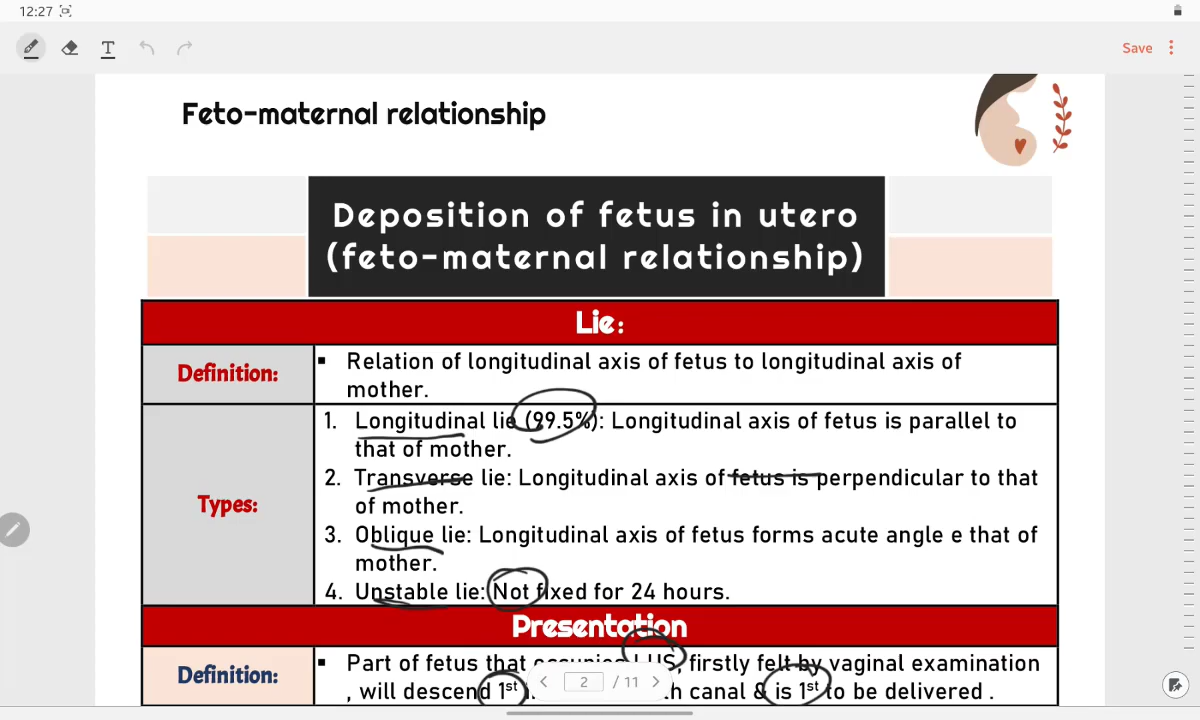 12:27
T
Save
Feto-maternal relationship
Deposition of fetus in utero
(feto-maternal relationship)
Lie:
Definition:
▪ Relation of longitudinal axis of fetus to longitudinal axis of
mother.
Types:
1. Longitudinal lie (99.5%): Longitudinal axis of fetus is parallel to
that of mother.
2. Transverse lie: Longitudinal axis of fetus is perpendicular to that
of mother.
3. Oblique lie: Longitudinal axis of fetus forms acute angle e that of
mother.
4. Unstable lie: Not fixed for 24 hours.
Presentation
Definition:
▪ Part of fetus that firstly felt by vaginal examination
, will descend 1st canal & is 1st to be delivered .
2 / 11